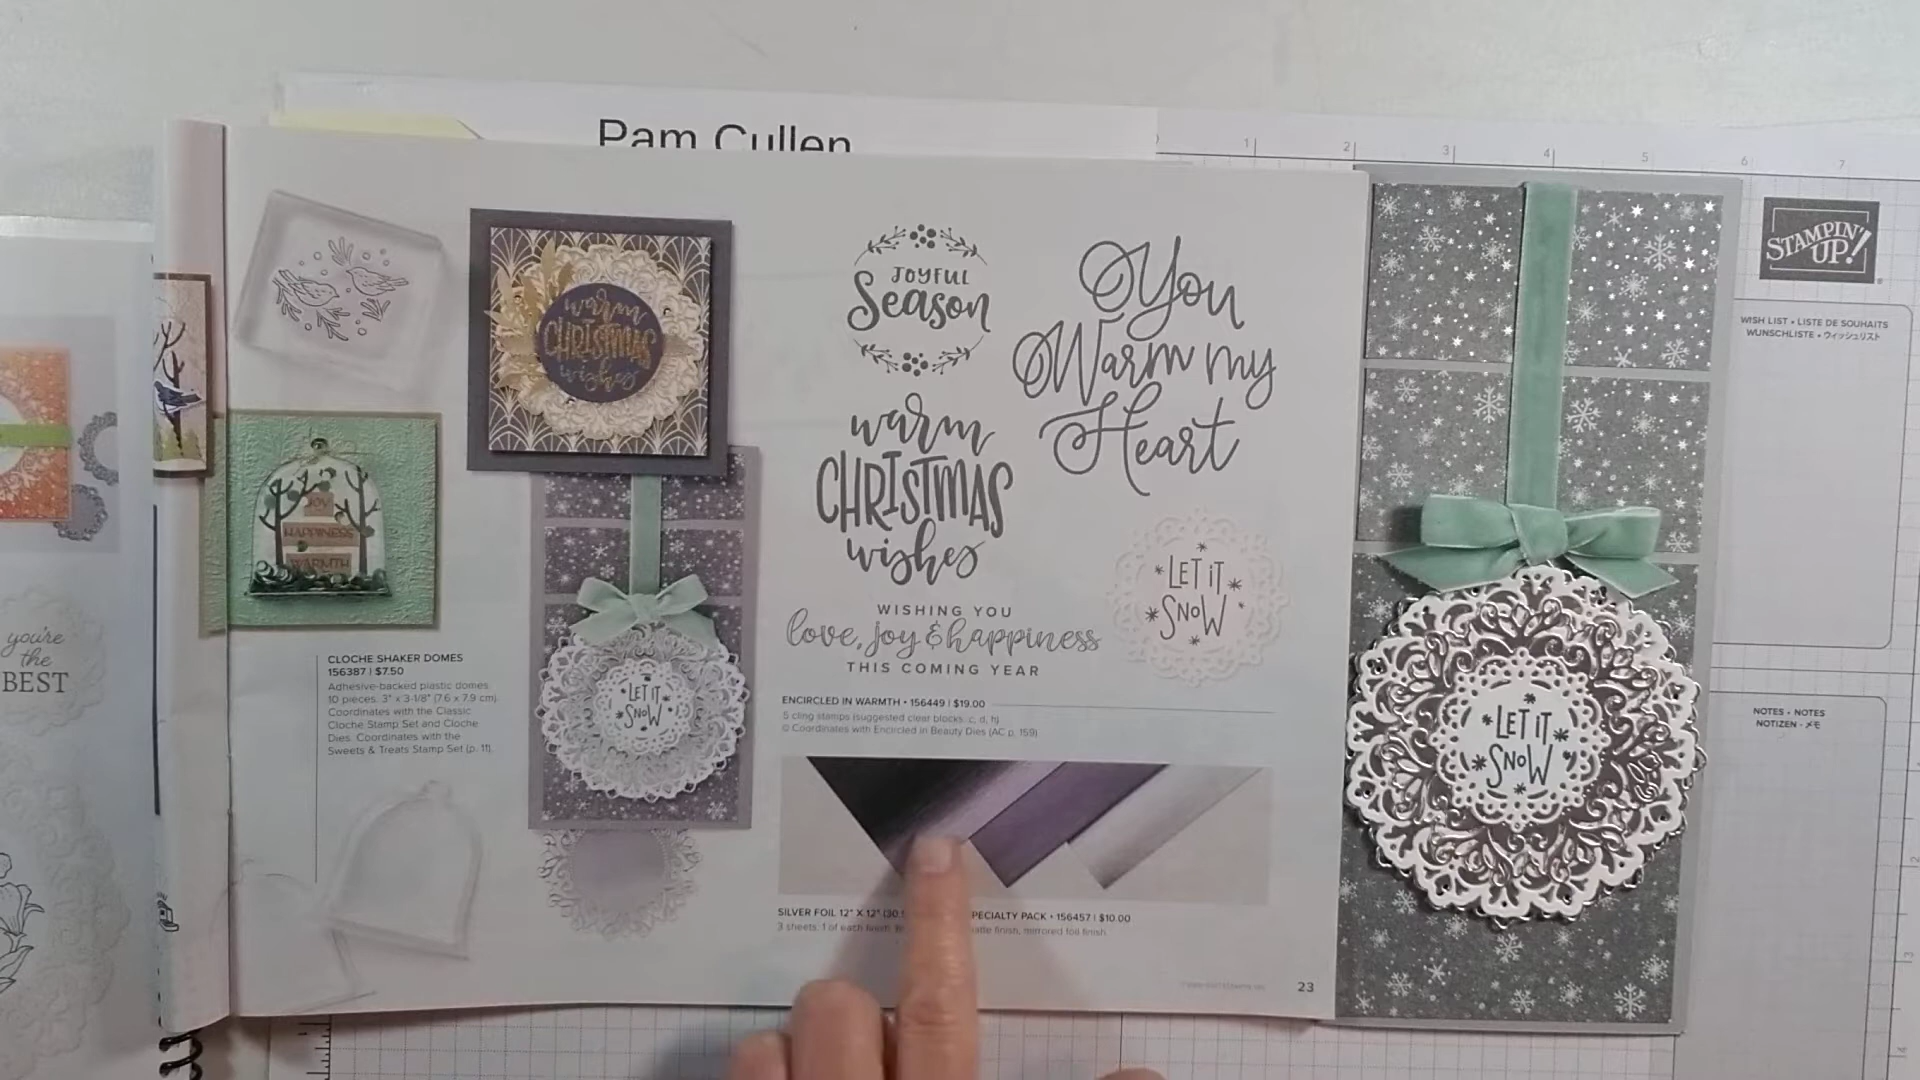 Pam Cullen
1
2
3
4
5
6
7
STAMPIN' UP!
WISH LIST • LISTE DE SOUHAITS
WUNSCHLISTE • ウィッシュリスト
NOTES • NOTES
NOTIZEN • メモ
you're
the
BEST
JOY
HAPPINESS
WARMTH
CLOCHE SHAKER DOMES
156387 | $7.50
Adhesive-backed plastic domes.
10 pieces. 3" x 3-1/8" (7.6 x 7.9 cm).
Coordinates with the Classic
Cloche Stamp Set and Cloche
Dies. Coordinates with the
Sweets & Treats Stamp Set (p. 11).
warm
CHRISTMAS
wishes
LET IT
SNOW
JOYFUL
Season
You
Warm my
Heart
warm
CHRISTMAS
wishes
WISHING YOU
love, joy & happiness
THIS COMING YEAR
LET IT
SNOW
ENCIRCLED IN WARMTH • 156449 | $19.00
5 cling stamps (suggested clear blocks: c, d, h)
© Coordinates with Encircled in Beauty Dies (AC p. 159)
SILVER FOIL 12" X 12" (30.5 PECIALTY PACK • 156457 | $10.00
3 sheets: 1 of each finish. matte finish, mirrored foil finish.
23
LET IT
SNOW
2
3
4